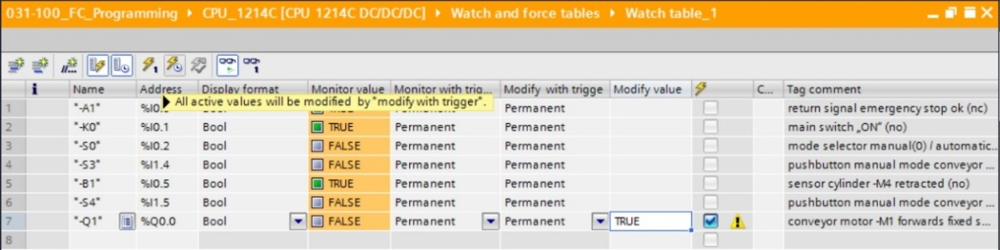 031-100_FC_Programming ▸ CPU_1214C [CPU 1214C DC/DC/DC] ▸ Watch and force tables ▸ Watch table_1
i Name Address Display format Monitor value Monitor with trig... Modify with trigge Modify value C... Tag comment
All active values will be modified by "modify with trigger".
1 "-A1" %I0. Permanent return signal emergency stop ok (nc)
2 "-K0" %I0.1 Bool TRUE Permanent Permanent main switch „ON“ (no)
3 "-S0" %I0.2 Bool FALSE Permanent Permanent mode selector manual(0) / automatic...
4 "-S3" %I1.4 Bool FALSE Permanent Permanent pushbutton manual mode conveyor ...
5 "-B1" %I0.5 Bool TRUE Permanent Permanent sensor cylinder -M4 retracted (no)
6 "-S4" %I1.5 Bool FALSE Permanent Permanent pushbutton manual mode conveyor ...
7 "-Q1" %Q0.0 Bool FALSE Permanent Permanent TRUE conveyor motor -M1 forwards fixed s...
8